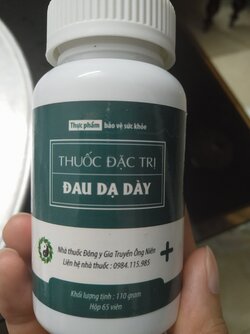 Thực phẩm bảo vệ sức khỏe
THUỐC ĐẶC TRỊ
ĐAU DẠ DÀY
Nhà thuốc Đông y Gia Truyền Ông Niên
Liên hệ nhà thuốc : 0984.115.985
Khối lượng tịnh : 110 gram
Hộp 65 viên